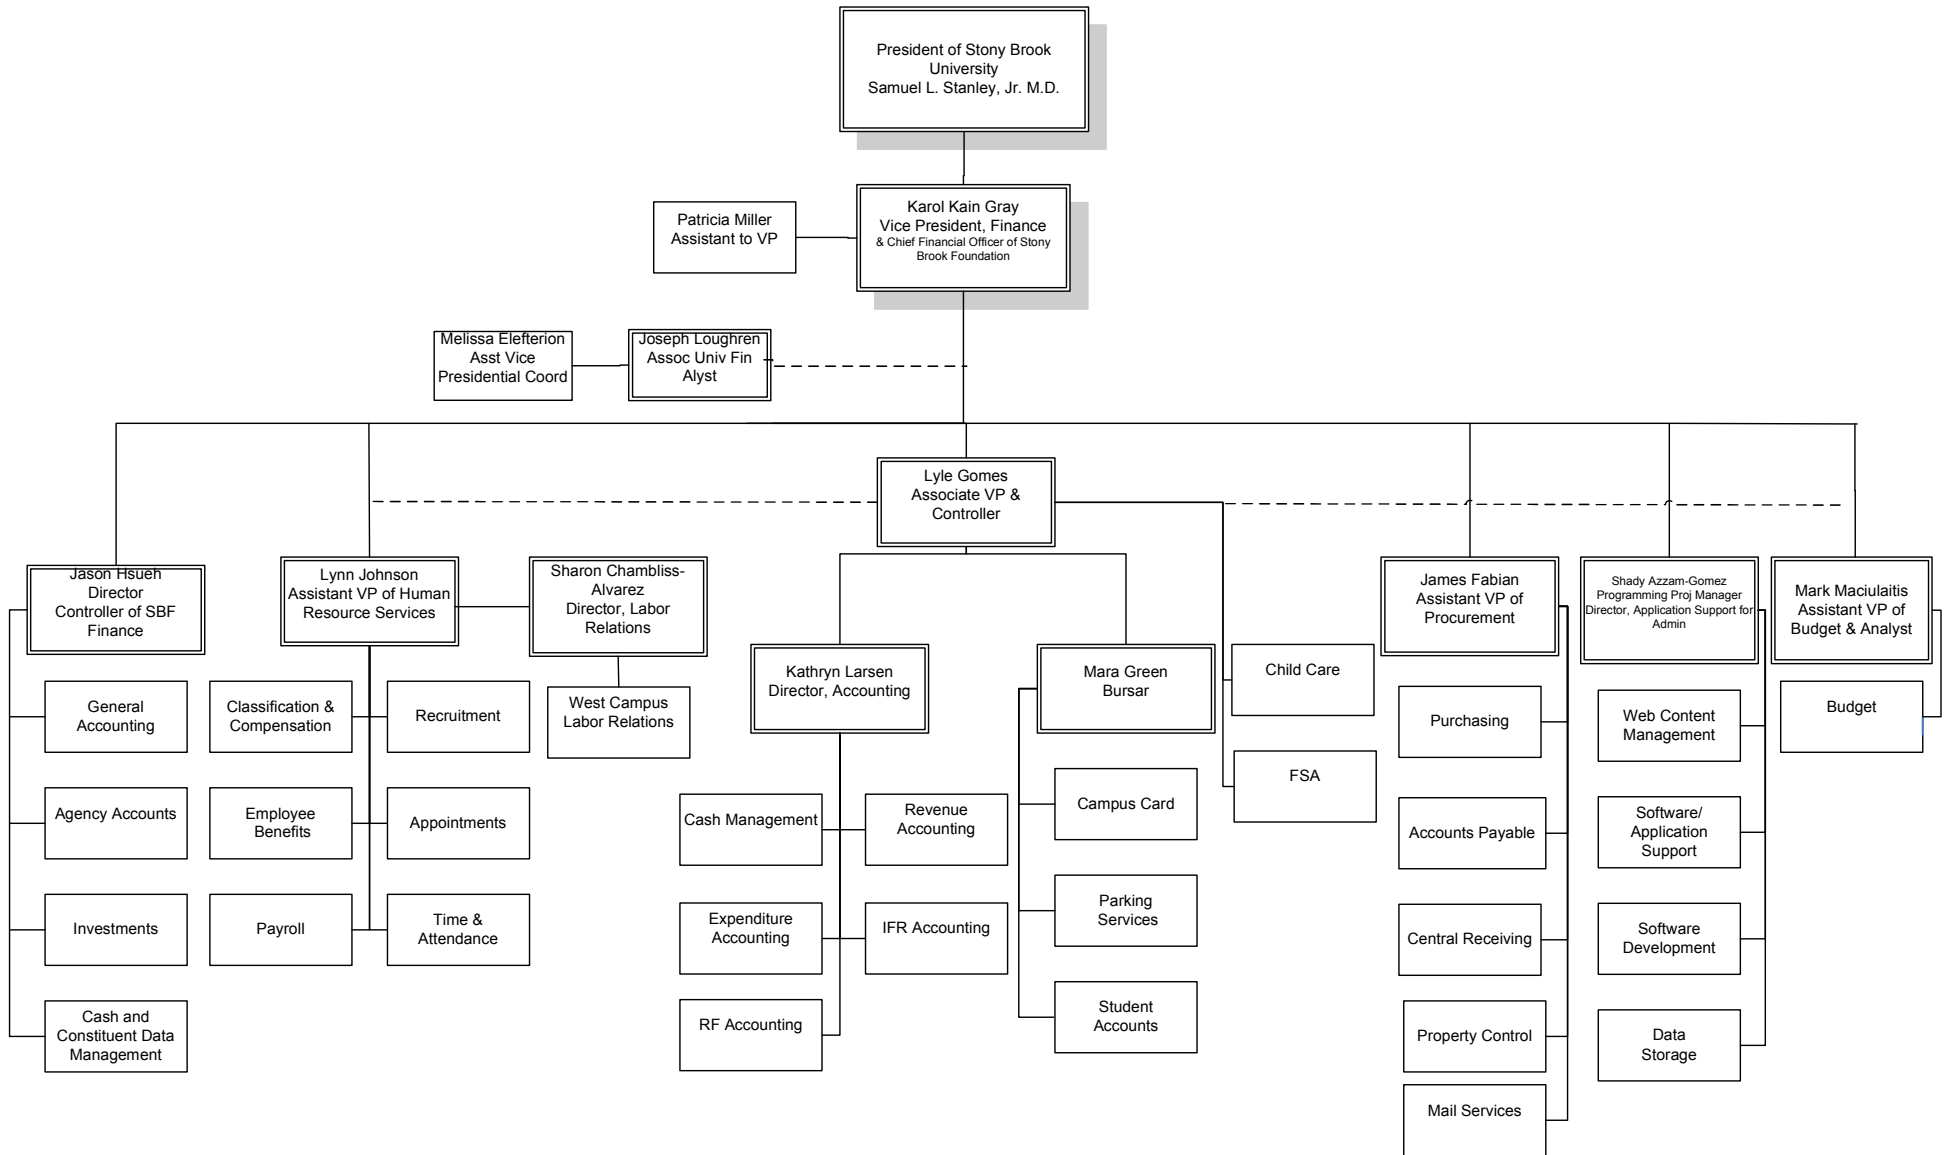 President of Stony Brook
University
Samuel L. Stanley, Jr. M.D.
Karol Kain Gray
Vice President, Finance
& Chief Financial Officer of Stony
Brook Foundation
Patricia Miller
Assistant to VP
Melissa Elefterion
Asst Vice
Presidential Coord
Joseph Loughren
Assoc Univ Fin
Alyst
Lyle Gomes
Associate VP &
Controller
Jason Hsueh
Director
Controller of SBF
Finance
Lynn Johnson
Assistant VP of Human
Resource Services
Sharon Chambliss-
Alvarez
Director, Labor
Relations
James Fabian
Assistant VP of
Procurement
Shady Azzam-Gomez
Programming Proj Manager
Director, Application Support for
Admin
Mark Maciulaitis
Assistant VP of
Budget & Analyst
Kathryn Larsen
Director, Accounting
Mara Green
Bursar
Child Care
FSA
General
Accounting
Agency Accounts
Investments
Cash and
Constituent Data
Management
Classification &
Compensation
Recruitment
Employee
Benefits
Appointments
Payroll
Time &
Attendance
West Campus
Labor Relations
Cash Management
Revenue
Accounting
Expenditure
Accounting
IFR Accounting
RF Accounting
Campus Card
Parking
Services
Student
Accounts
Purchasing
Accounts Payable
Central Receiving
Property Control
Mail Services
Web Content
Management
Software/
Application
Support
Software
Development
Data
Storage
Budget